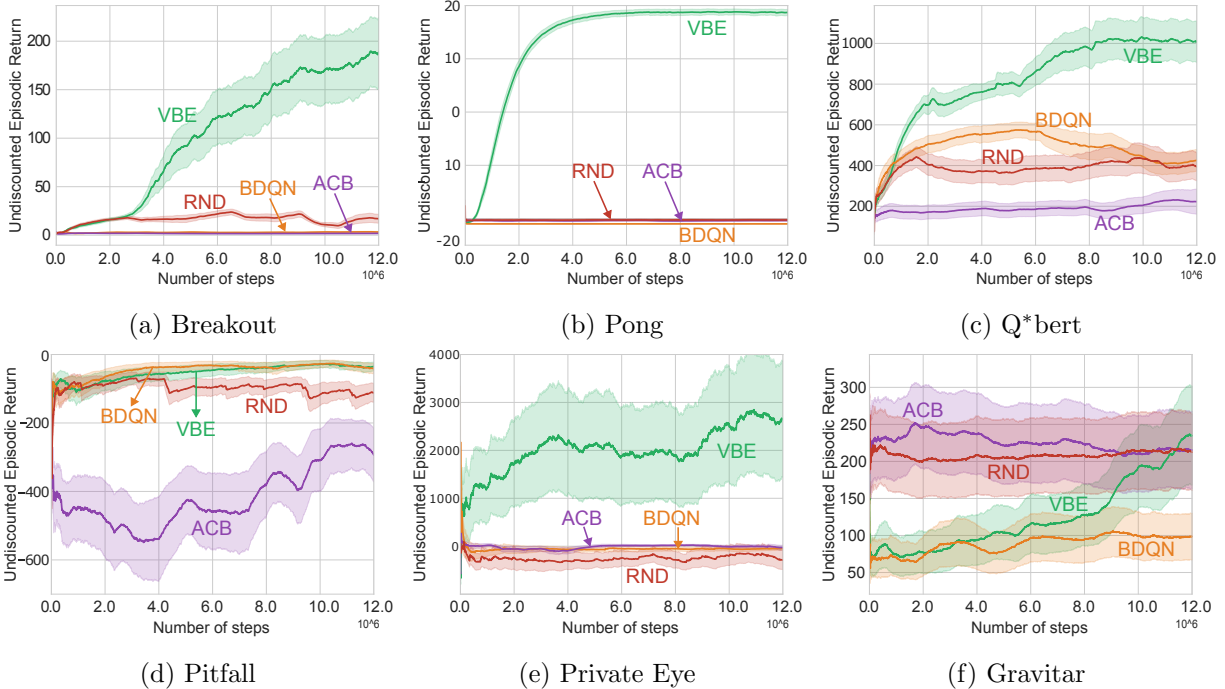 Undiscounted Episodic Return
200
150
100
50
0
VBE
RND
BDQN
ACB
0.0 2.0 4.0 6.0 8.0 10.0 12.0
Number of steps
10^6
(a) Breakout
Undiscounted Episodic Return
20
10
0
20
-20
VBE
RND
ACB
BDQN
0.0 2.0 4.0 6.0 8.0 10.0 12.0
Number of steps
10^6
(b) Pong
Undiscounted Episodic Return
1000
800
600
400
200
VBE
BDQN
RND
ACB
0.0 2.0 4.0 6.0 8.0 10.0 12.0
Number of steps
10^6
(c) Q*bert
Undiscounted Episodic Return
0
−200
−400
−600
BDQN
VBE
RND
ACB
0.0 2.0 4.0 6.0 8.0 10.0 12.0
Number of steps
10^6
(d) Pitfall
Undiscounted Episodic Return
4000
3000
2000
1000
0
VBE
ACB
BDQN
RND
0.0 2.0 4.0 6.0 8.0 10.0 12.0
Number of steps
10^6
(e) Private Eye
Undiscounted Episodic Return
300
250
200
150
100
50
ACB
RND
VBE
BDQN
0.0 2.0 4.0 6.0 8.0 10.0 12.0
Number of steps
10^6
(f) Gravitar